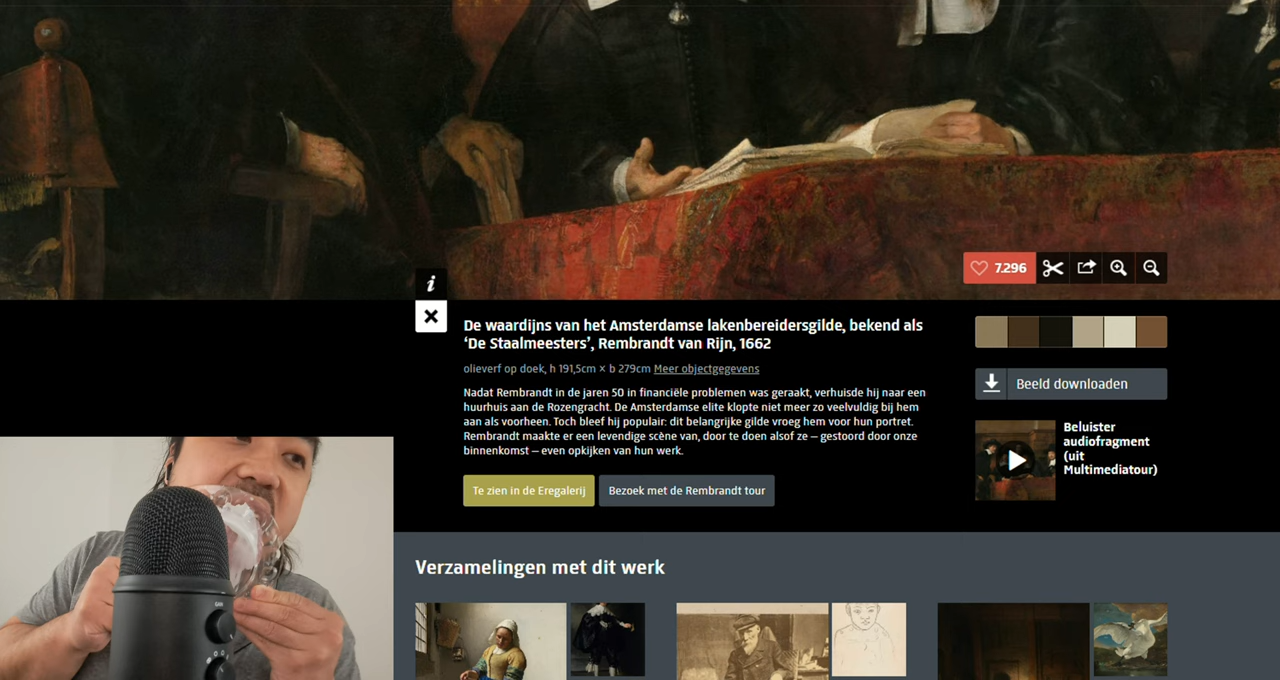 7.296
i
De waardijns van het Amsterdamse lakenbereidersgilde, bekend als
‘De Staalmeesters’, Rembrandt van Rijn, 1662
olieverf op doek, h 191,5cm × b 279cm Meer objectgegevens
Nadat Rembrandt in de jaren 50 in financiële problemen was geraakt, verhuisde hij naar een
huurhuis aan de Rozengracht. De Amsterdamse elite klopte niet meer zo veelvuldig bij hem
aan als voorheen. Toch bleef hij populair: dit belangrijke gilde vroeg hem voor hun portret.
Rembrandt maakte er een levendige scène van, door te doen alsof ze – gestoord door onze
binnenkomst – even opkijken van hun werk.
Te zien in de Eregalerij
Bezoek met de Rembrandt tour
Beeld downloaden
Beluister
audiofragment
(uit
Multimediatour)
GAIN
Verzamelingen met dit werk